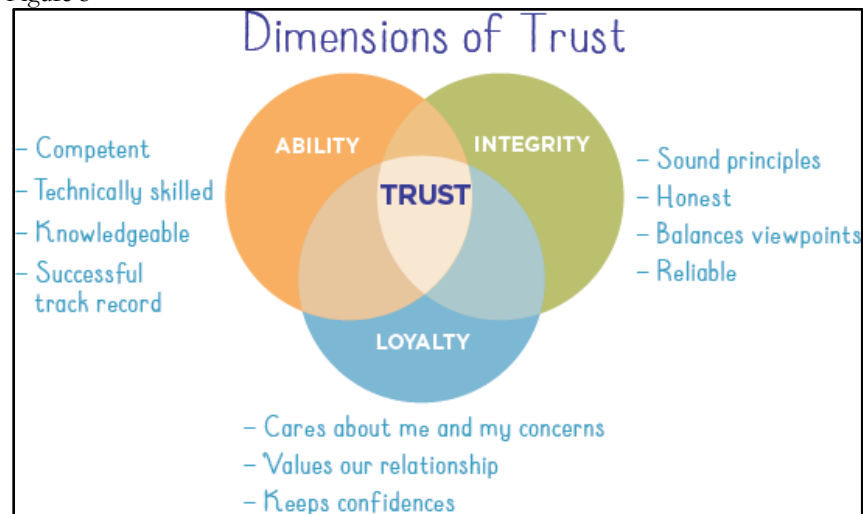 Dimensions of Trust
ABILITY
INTEGRITY
TRUST
LOYALTY
– Competent
– Technically skilled
– Knowledgeable
– Successful
track record
– Sound principles
– Honest
– Balances viewpoints
– Reliable
– Cares about me and my concerns
– Values our relationship
– Keeps confidences